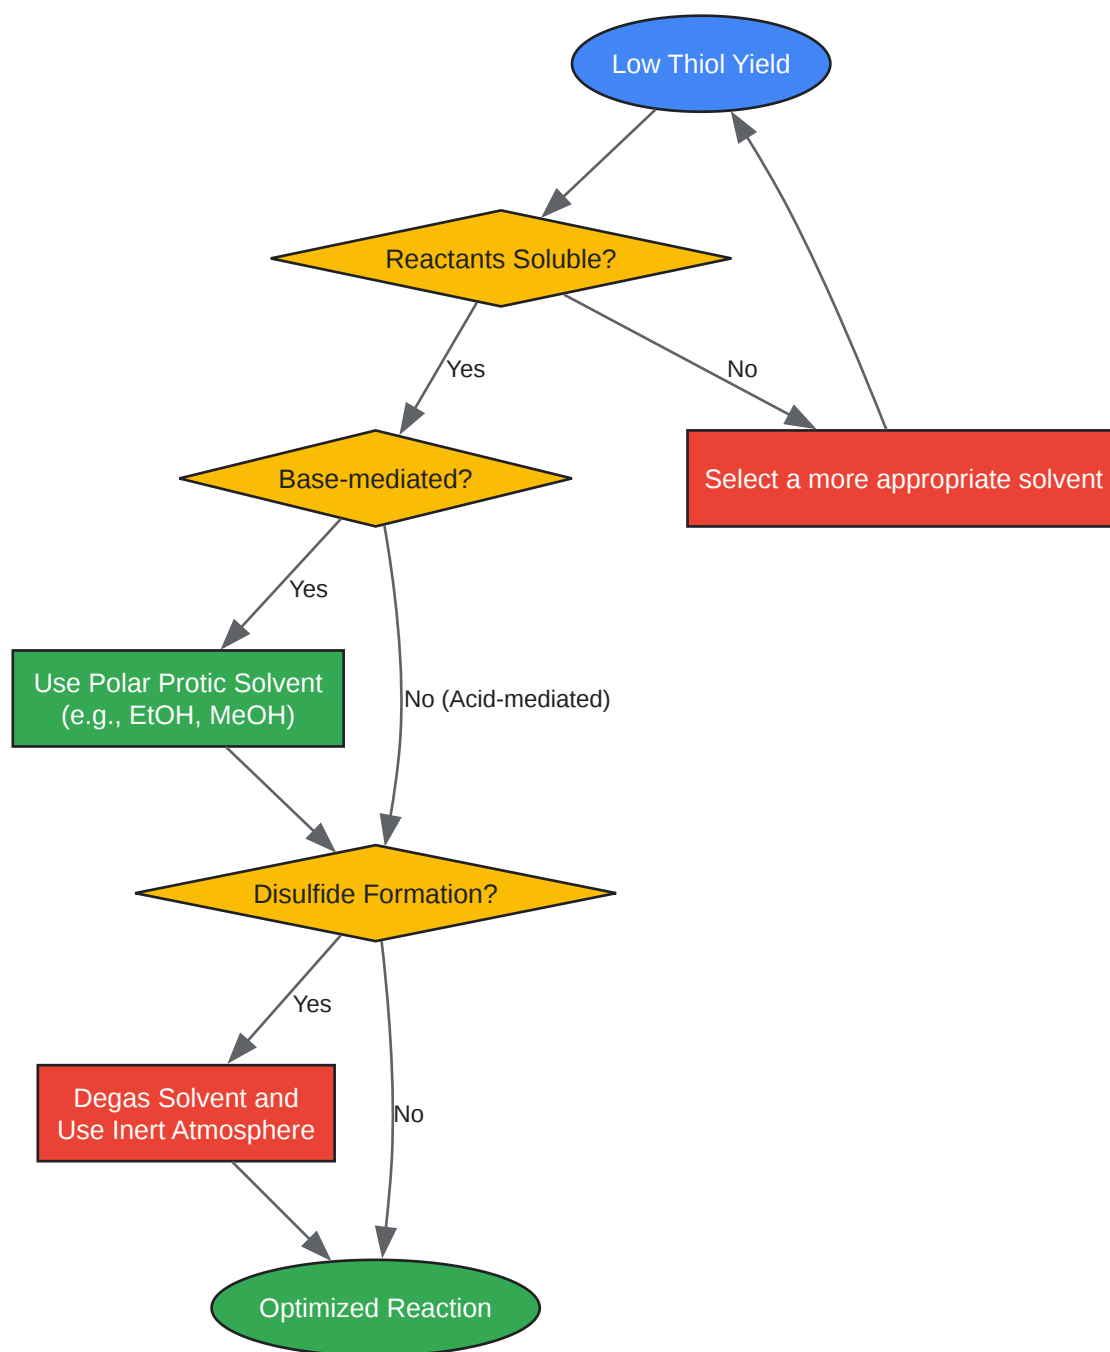 Low Thiol Yield
Reactants Soluble?
Yes
No
Base-mediated?
Select a more appropriate solvent
Yes
Use Polar Protic Solvent
(e.g., EtOH, MeOH)
No (Acid-mediated)
Disulfide Formation?
Yes
Degas Solvent and
Use Inert Atmosphere
No
Optimized Reaction